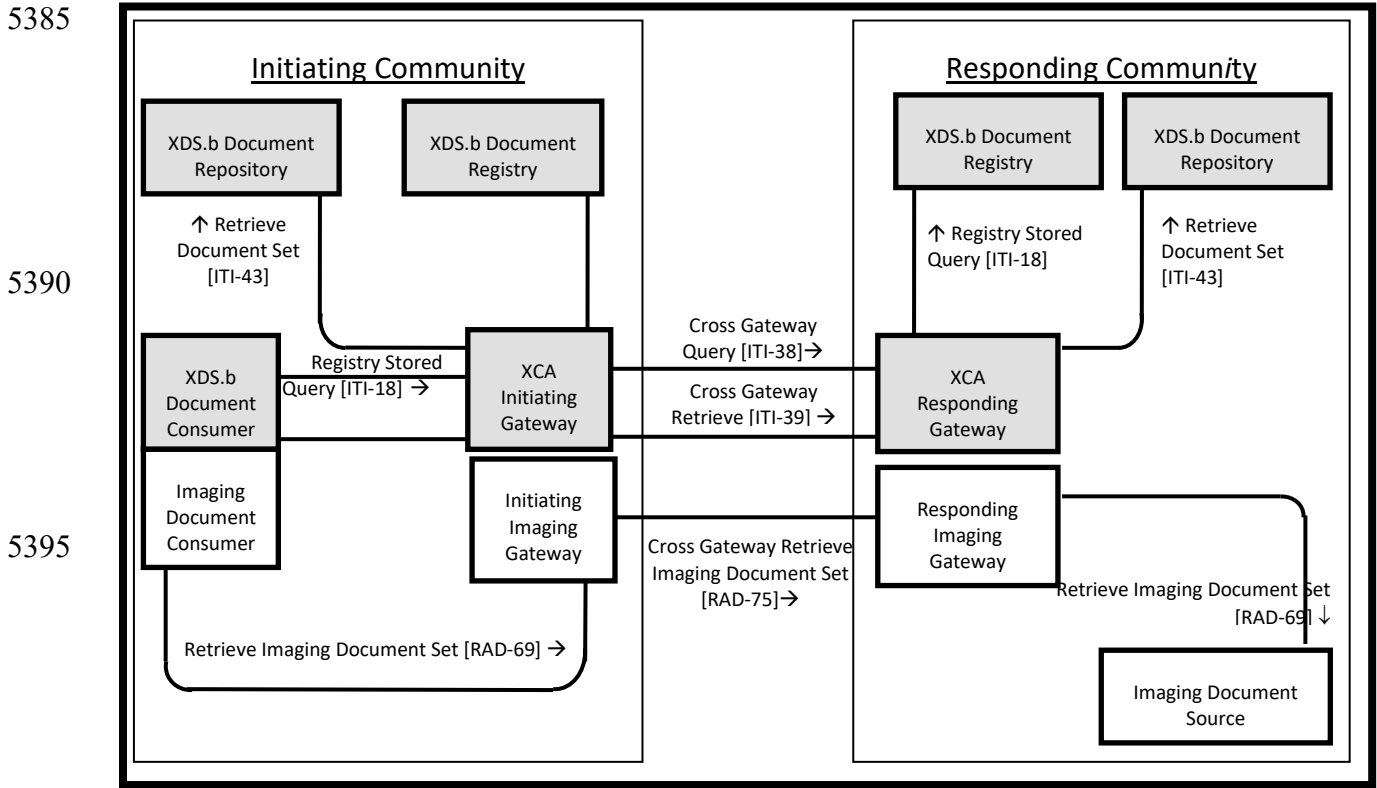 5385
Initiating Community
Responding Community
XDS.b Document
Repository
XDS.b Document
Registry
XDS.b Document
Registry
XDS.b Document
Repository
↑ Retrieve
Document Set
[ITI-43]
↑ Registry Stored
Query [ITI-18]
↑ Retrieve
Document Set
[ITI-43]
5390
XDS.b
Document
Consumer
Registry Stored
Query [ITI-18] →
XCA
Initiating
Gateway
Cross Gateway
Query [ITI-38]→
Cross Gateway
Retrieve [ITI-39] →
XCA
Responding
Gateway
5395
Imaging
Document
Consumer
Initiating
Imaging
Gateway
Cross Gateway Retrieve
Imaging Document Set
[RAD-75]→
Responding
Imaging
Gateway
Retrieve Imaging Document Set
[RAD-69] ↓
Retrieve Imaging Document Set [RAD-69] →
Imaging Document
Source